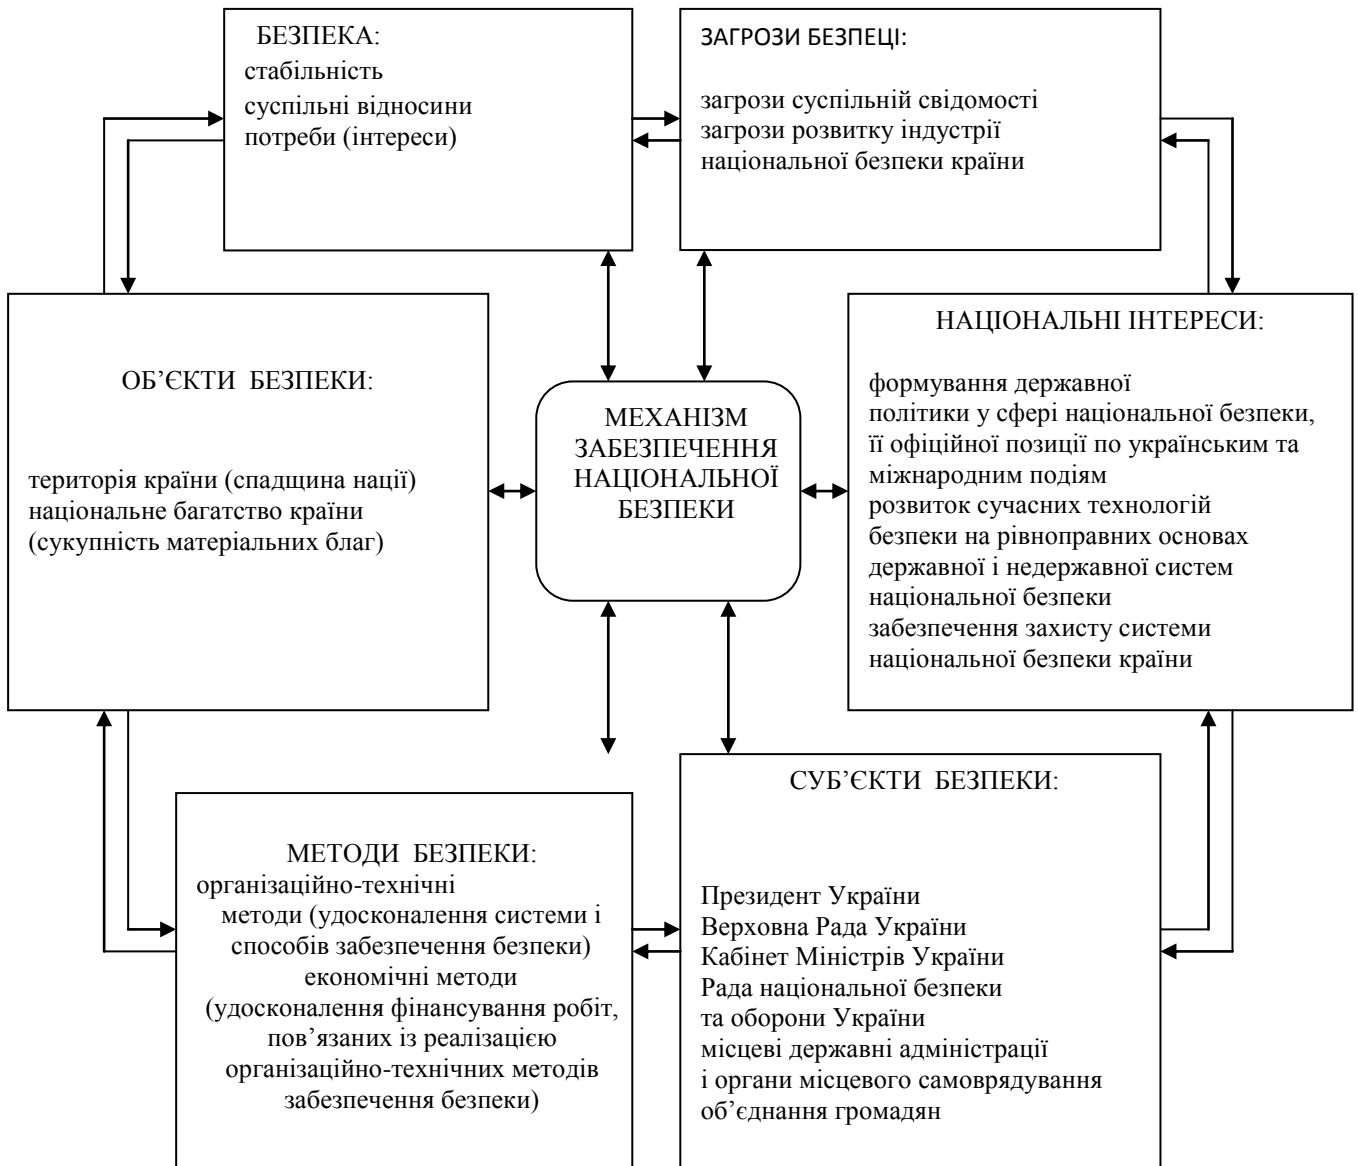 БЕЗПЕКА:
стабільність
суспільні відносини
потреби (інтереси)
ЗАГРОЗИ БЕЗПЕЦІ:
загрози суспільній свідомості
загрози розвитку індустрії
національної безпеки країни
ОБ’ЄКТИ БЕЗПЕКИ:
територія країни (спадщина нації)
національне багатство країни
(сукупність матеріальних благ)
МЕХАНІЗМ
ЗАБЕЗПЕЧЕННЯ
НАЦІОНАЛЬНОЇ
БЕЗПЕКИ
НАЦІОНАЛЬНІ ІНТЕРЕСИ:
формування державної
політики у сфері національної безпеки,
її офіційної позиції по українським та
міжнародним подіям
розвиток сучасних технологій
безпеки на рівноправних основах
державної і недержавної систем
національної безпеки
забезпечення захисту системи
національної безпеки країни
МЕТОДИ БЕЗПЕКИ:
організаційно-технічні
методи (удосконалення системи і
способів забезпечення безпеки)
економічні методи
(удосконалення фінансування робіт,
пов’язаних із реалізацією
організаційно-технічних методів
забезпечення безпеки)
СУБ’ЄКТИ БЕЗПЕКИ:
Президент України
Верховна Рада України
Кабінет Міністрів України
Рада національної безпеки
та оборони України
місцеві державні адміністрації
і органи місцевого самоврядування
об’єднання громадян